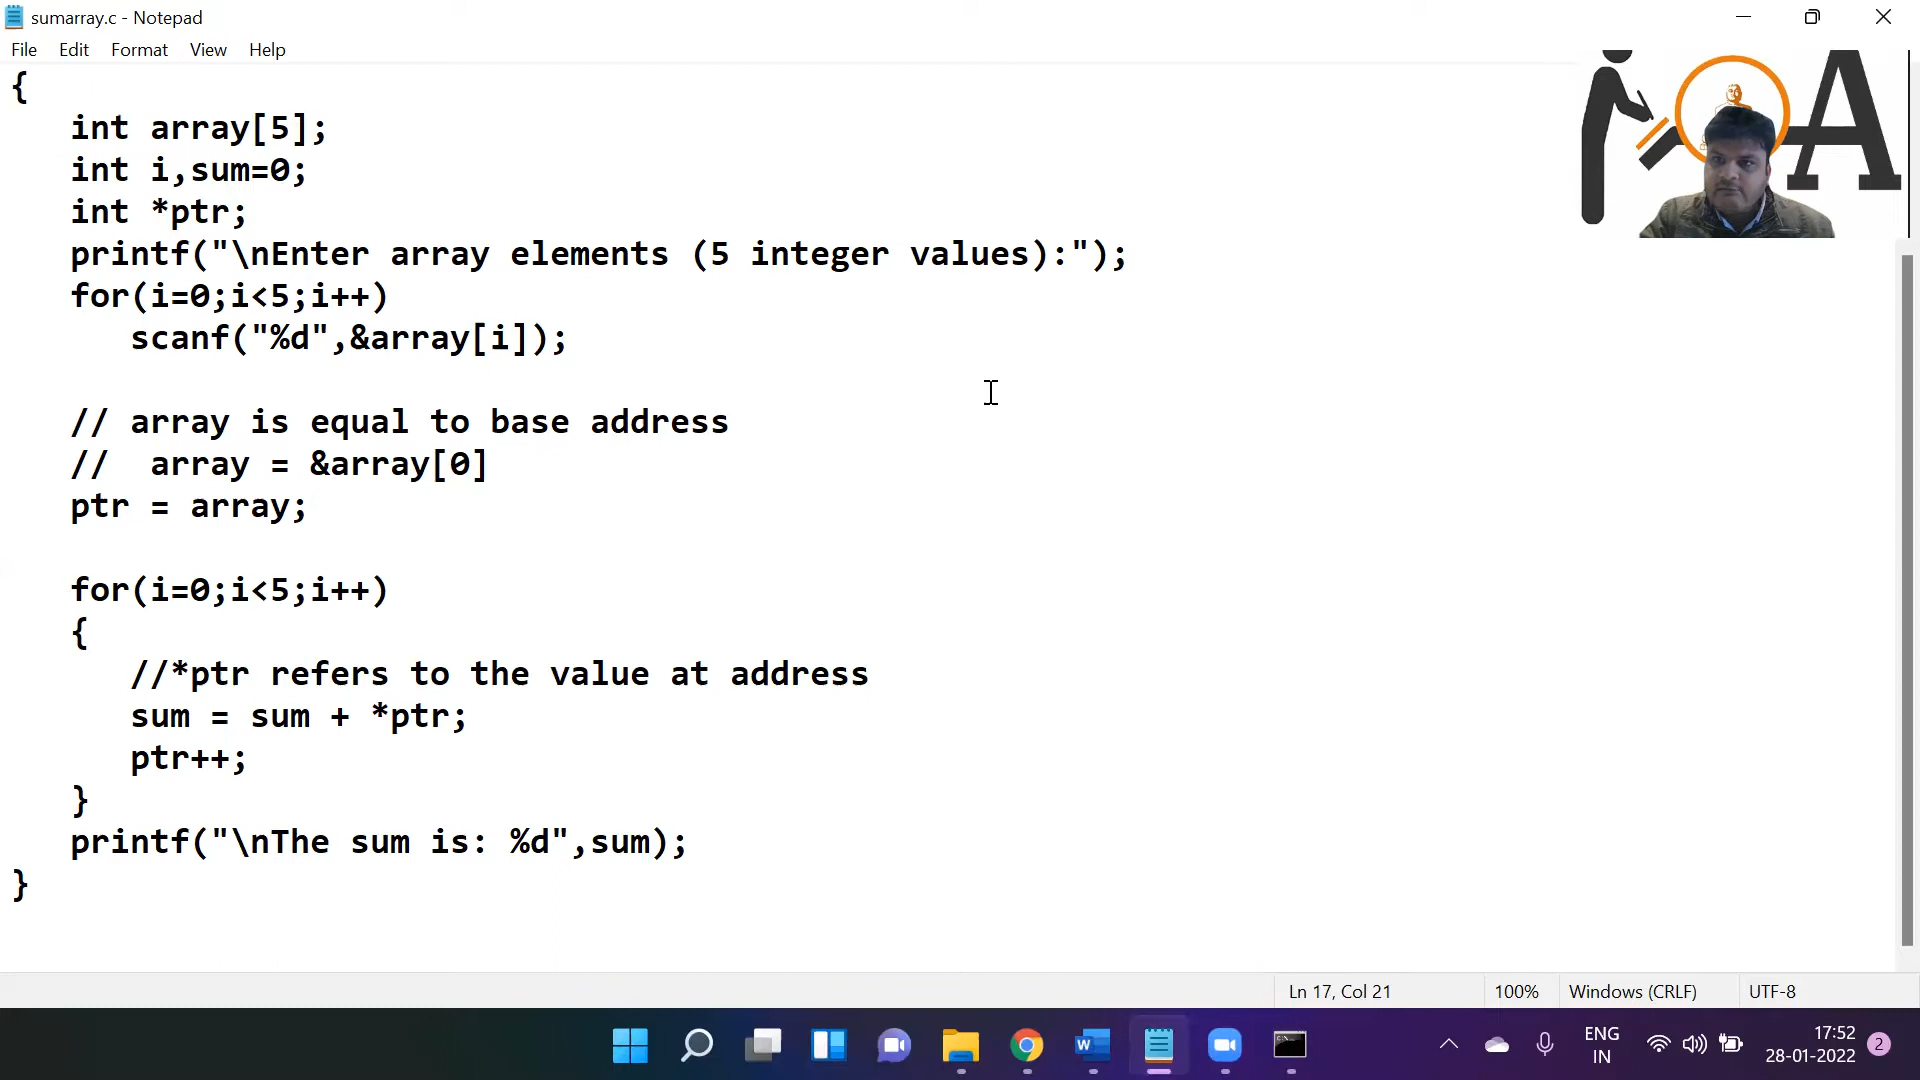 sumarray.c - Notepad
File Edit Format View Help
{
int array[5];
int i,sum=0;
int *ptr;
printf("\nEnter array elements (5 integer values):");
for(i=0;i<5;i++)
scanf("%d",&array[i]);
// array is equal to base address
//  array = &array[0]
ptr = array;
for(i=0;i<5;i++)
{
//*ptr refers to the value at address
sum = sum + *ptr;
ptr++;
}
printf("\nThe sum is: %d",sum);
}
A
Ln 17, Col 21
100%
Windows (CRLF)
UTF-8
W
ENG
IN
17:52
28-01-2022
2